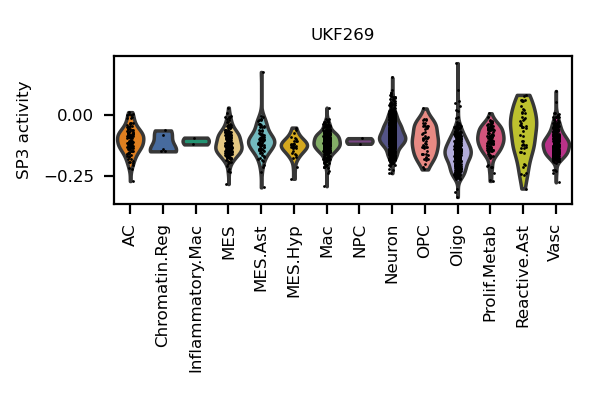 UKF269
SP3 activity
0.00
−0.25
AC
Chromatin.Reg
Inflammatory.Mac
MES
MES.Ast
MES.Hyp
Mac
NPC
Neuron
OPC
Oligo
Prolif.Metab
Reactive.Ast
Vasc